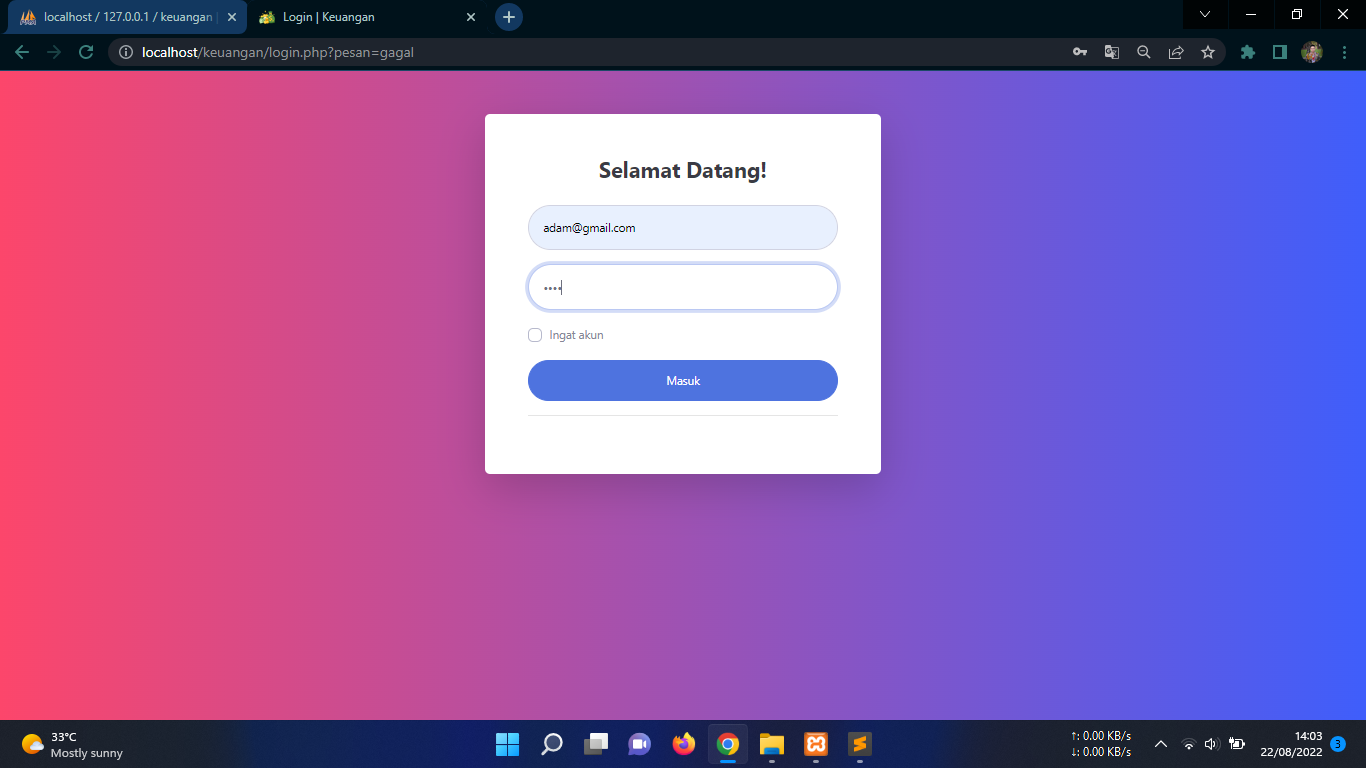 localhost / 127.0.0.1 / keuangan |
Login | Keuangan
localhost/keuangan/login.php?pesan=gagal
Selamat Datang!
adam@gmail.com
••••
Ingat akun
Masuk
33°C
Mostly sunny
↑: 0.00 KB/s
↓: 0.00 KB/s
14:03
22/08/2022
3